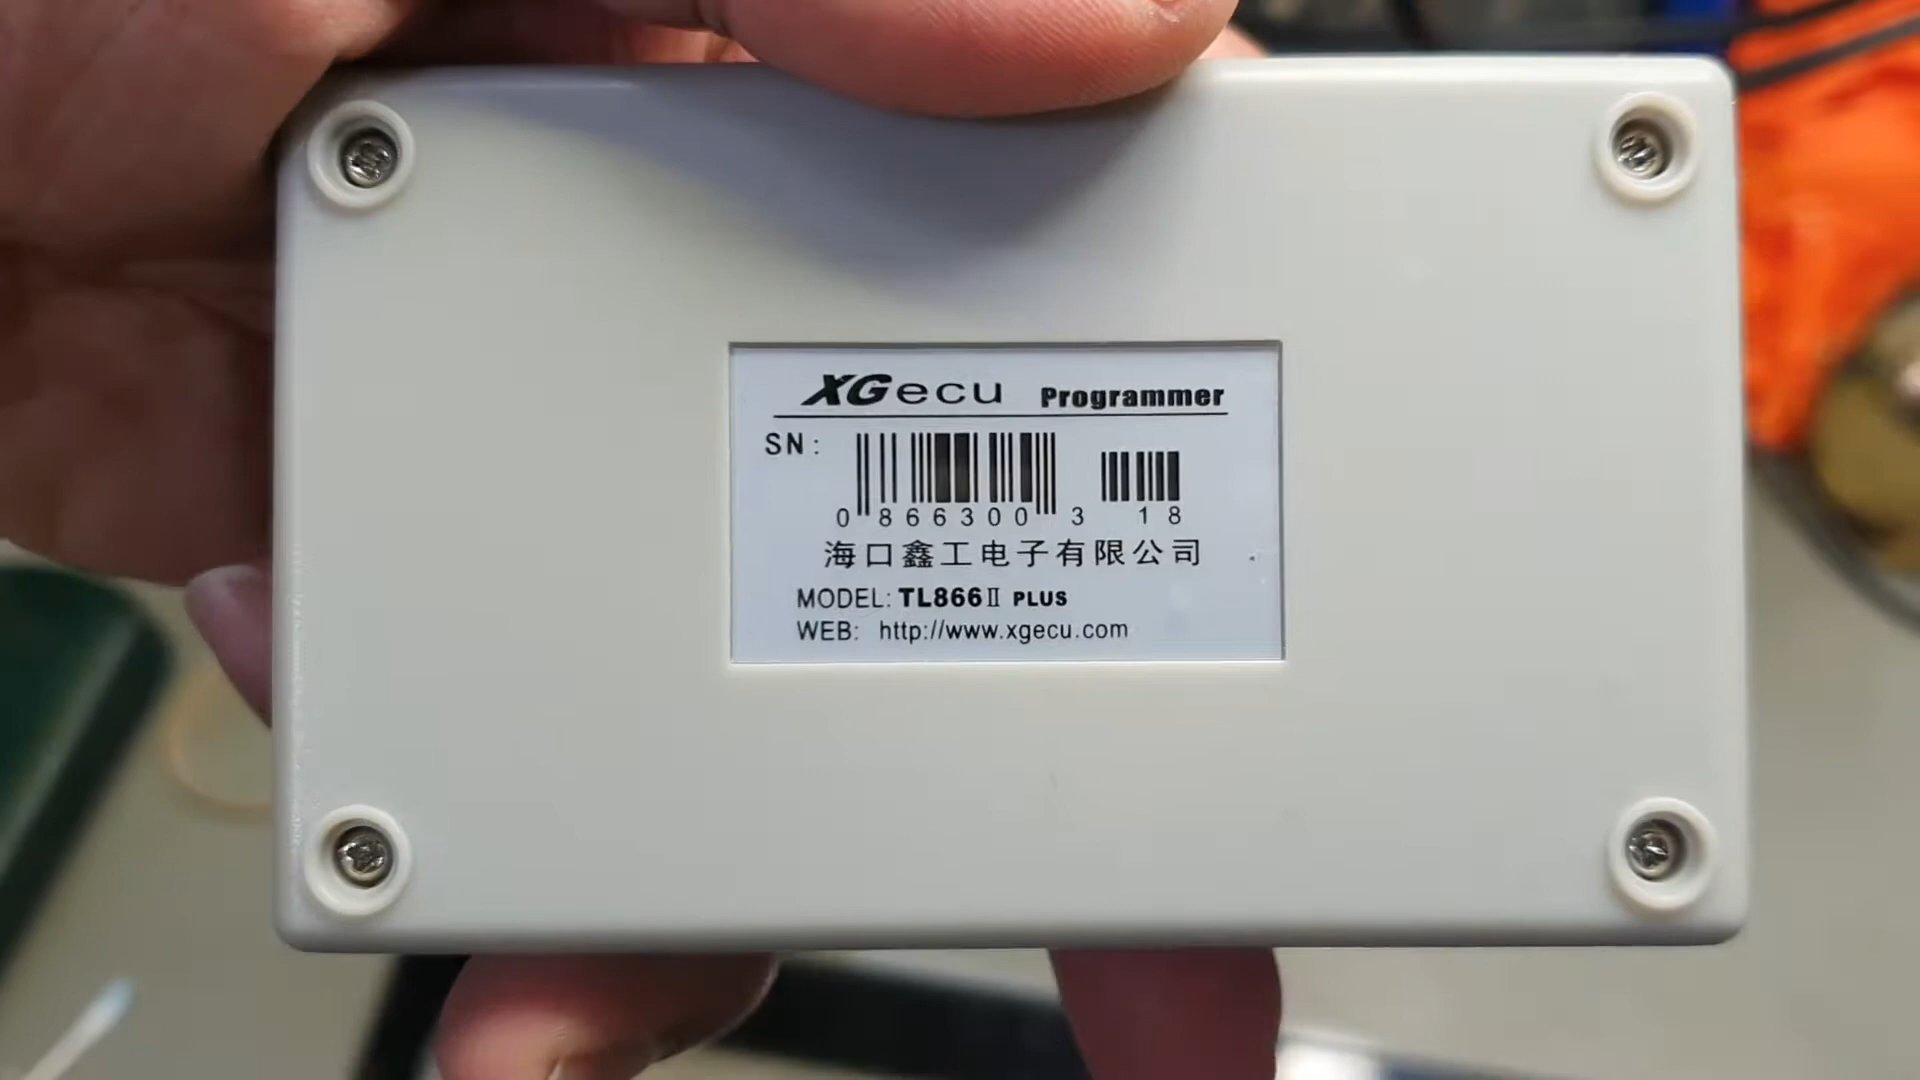 XGecu Programmer
SN:
0 866300 3 18
海口鑫工电子有限公司
MODEL: TL866Ⅱ PLUS
WEB: http://www.xgecu.com